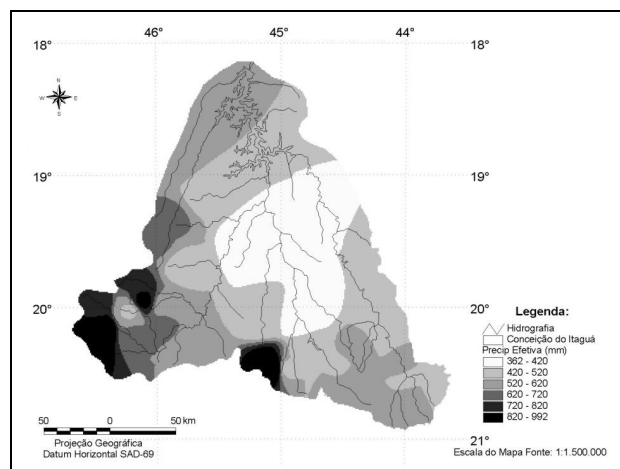 46° 45° 44°
18° 18°
N
W E
S
19° 19°
20° 20°
Legenda:
Hidrografia
Conceição do Itaguá
Precip Efetiva (mm)
362 - 420
420 - 520
520 - 620
620 - 720
720 - 820
820 - 992
50 0 50 km
Projeção Geográfica
Datum Horizontal SAD-69
21°
Escala do Mapa Fonte: 1:1.500.000